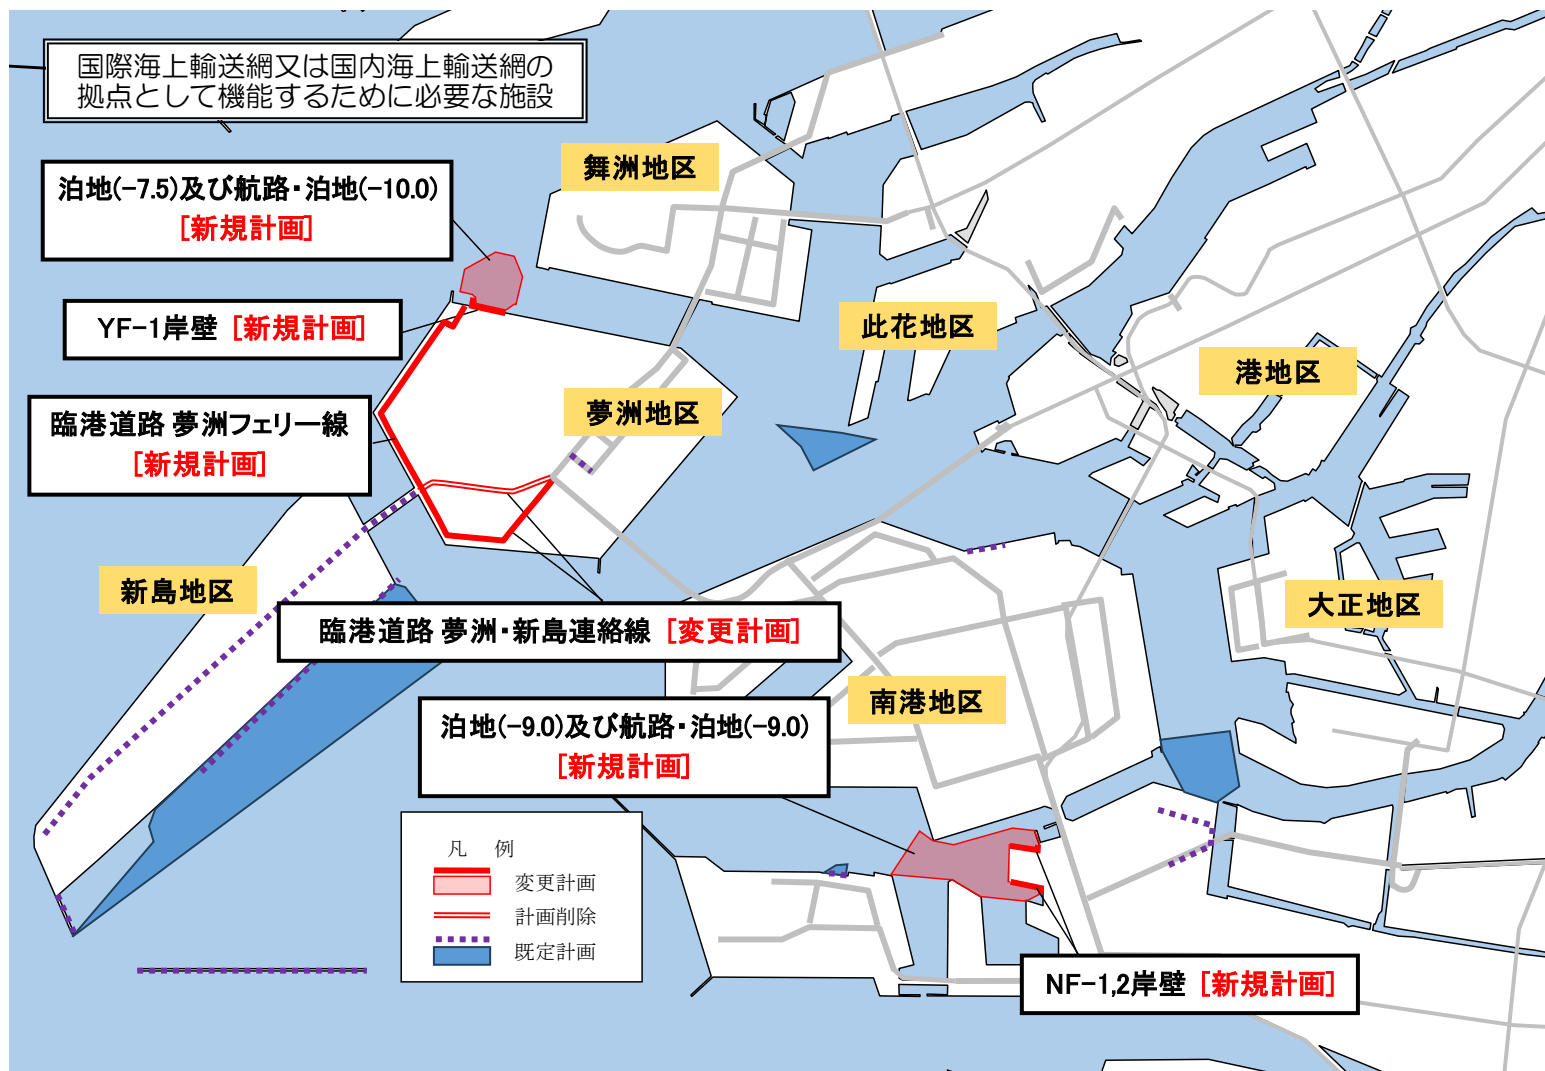 国際海上輸送網又は国内海上輸送網の
拠点として機能するために必要な施設
泊地(-7.5)及び航路・泊地(-10.0)
[新規計画]
舞洲地区
YF-1岸壁 [新規計画]
此花地区
港地区
臨港道路 夢洲フェリー線
[新規計画]
夢洲地区
新島地区
大正地区
臨港道路 夢洲・新島連絡線 [変更計画]
南港地区
泊地(-9.0)及び航路・泊地(-9.0)
[新規計画]
凡 例
変更計画
計画削除
既定計画
NF-1,2岸壁 [新規計画]